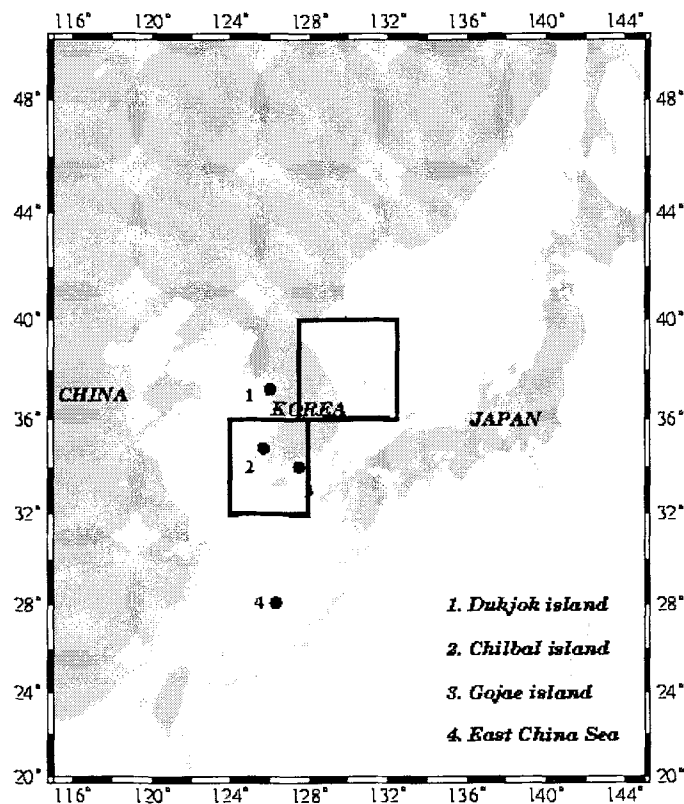 116° 120° 124° 128° 132° 136° 140° 144°
48° 48°
44° 44°
40° 40°
1
CHINA
KOREA
36° JAPAN 36°
2
3
32° 32°
4
28° 1. Dukjok island 28°
2. Chilbal island
24° 3. Gojae island 24°
4. East China Sea
20° 20°
116° 120° 124° 128° 132° 136° 140° 144°